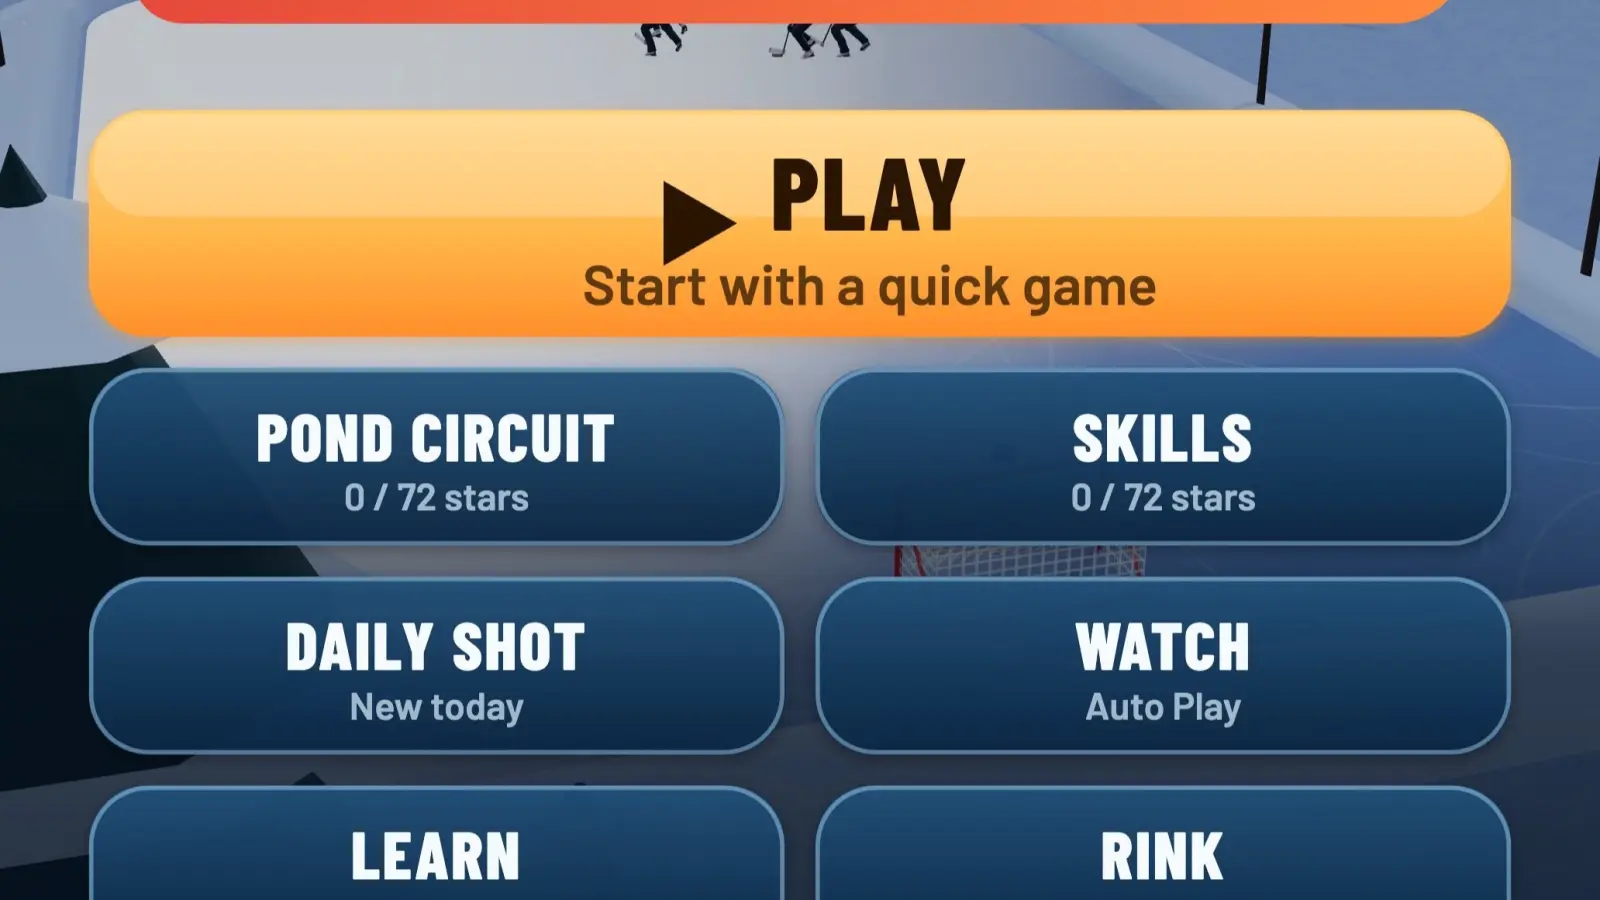 PLAY
Start with a quick game
POND CIRCUIT
0 / 72 stars
SKILLS
0 / 72 stars
DAILY SHOT
New today
WATCH
Auto Play
LEARN
RINK